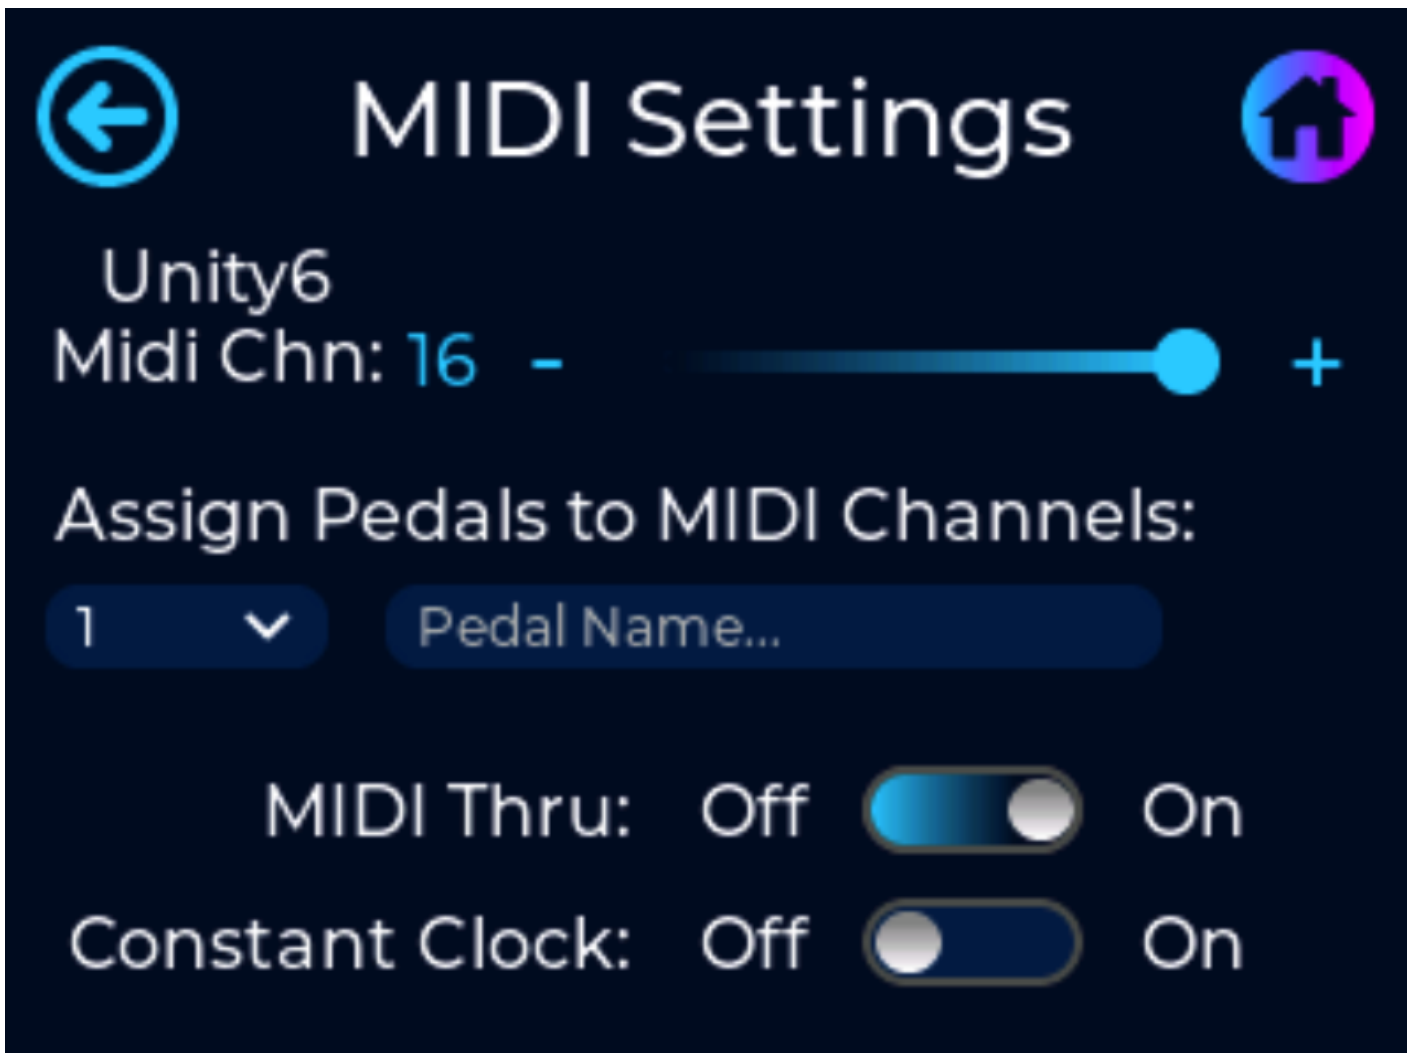 MIDI Settings
Unity6
Midi Chn: 16 - +
Assign Pedals to MIDI Channels:
1 Pedal Name...
MIDI Thru: Off On
Constant Clock: Off On